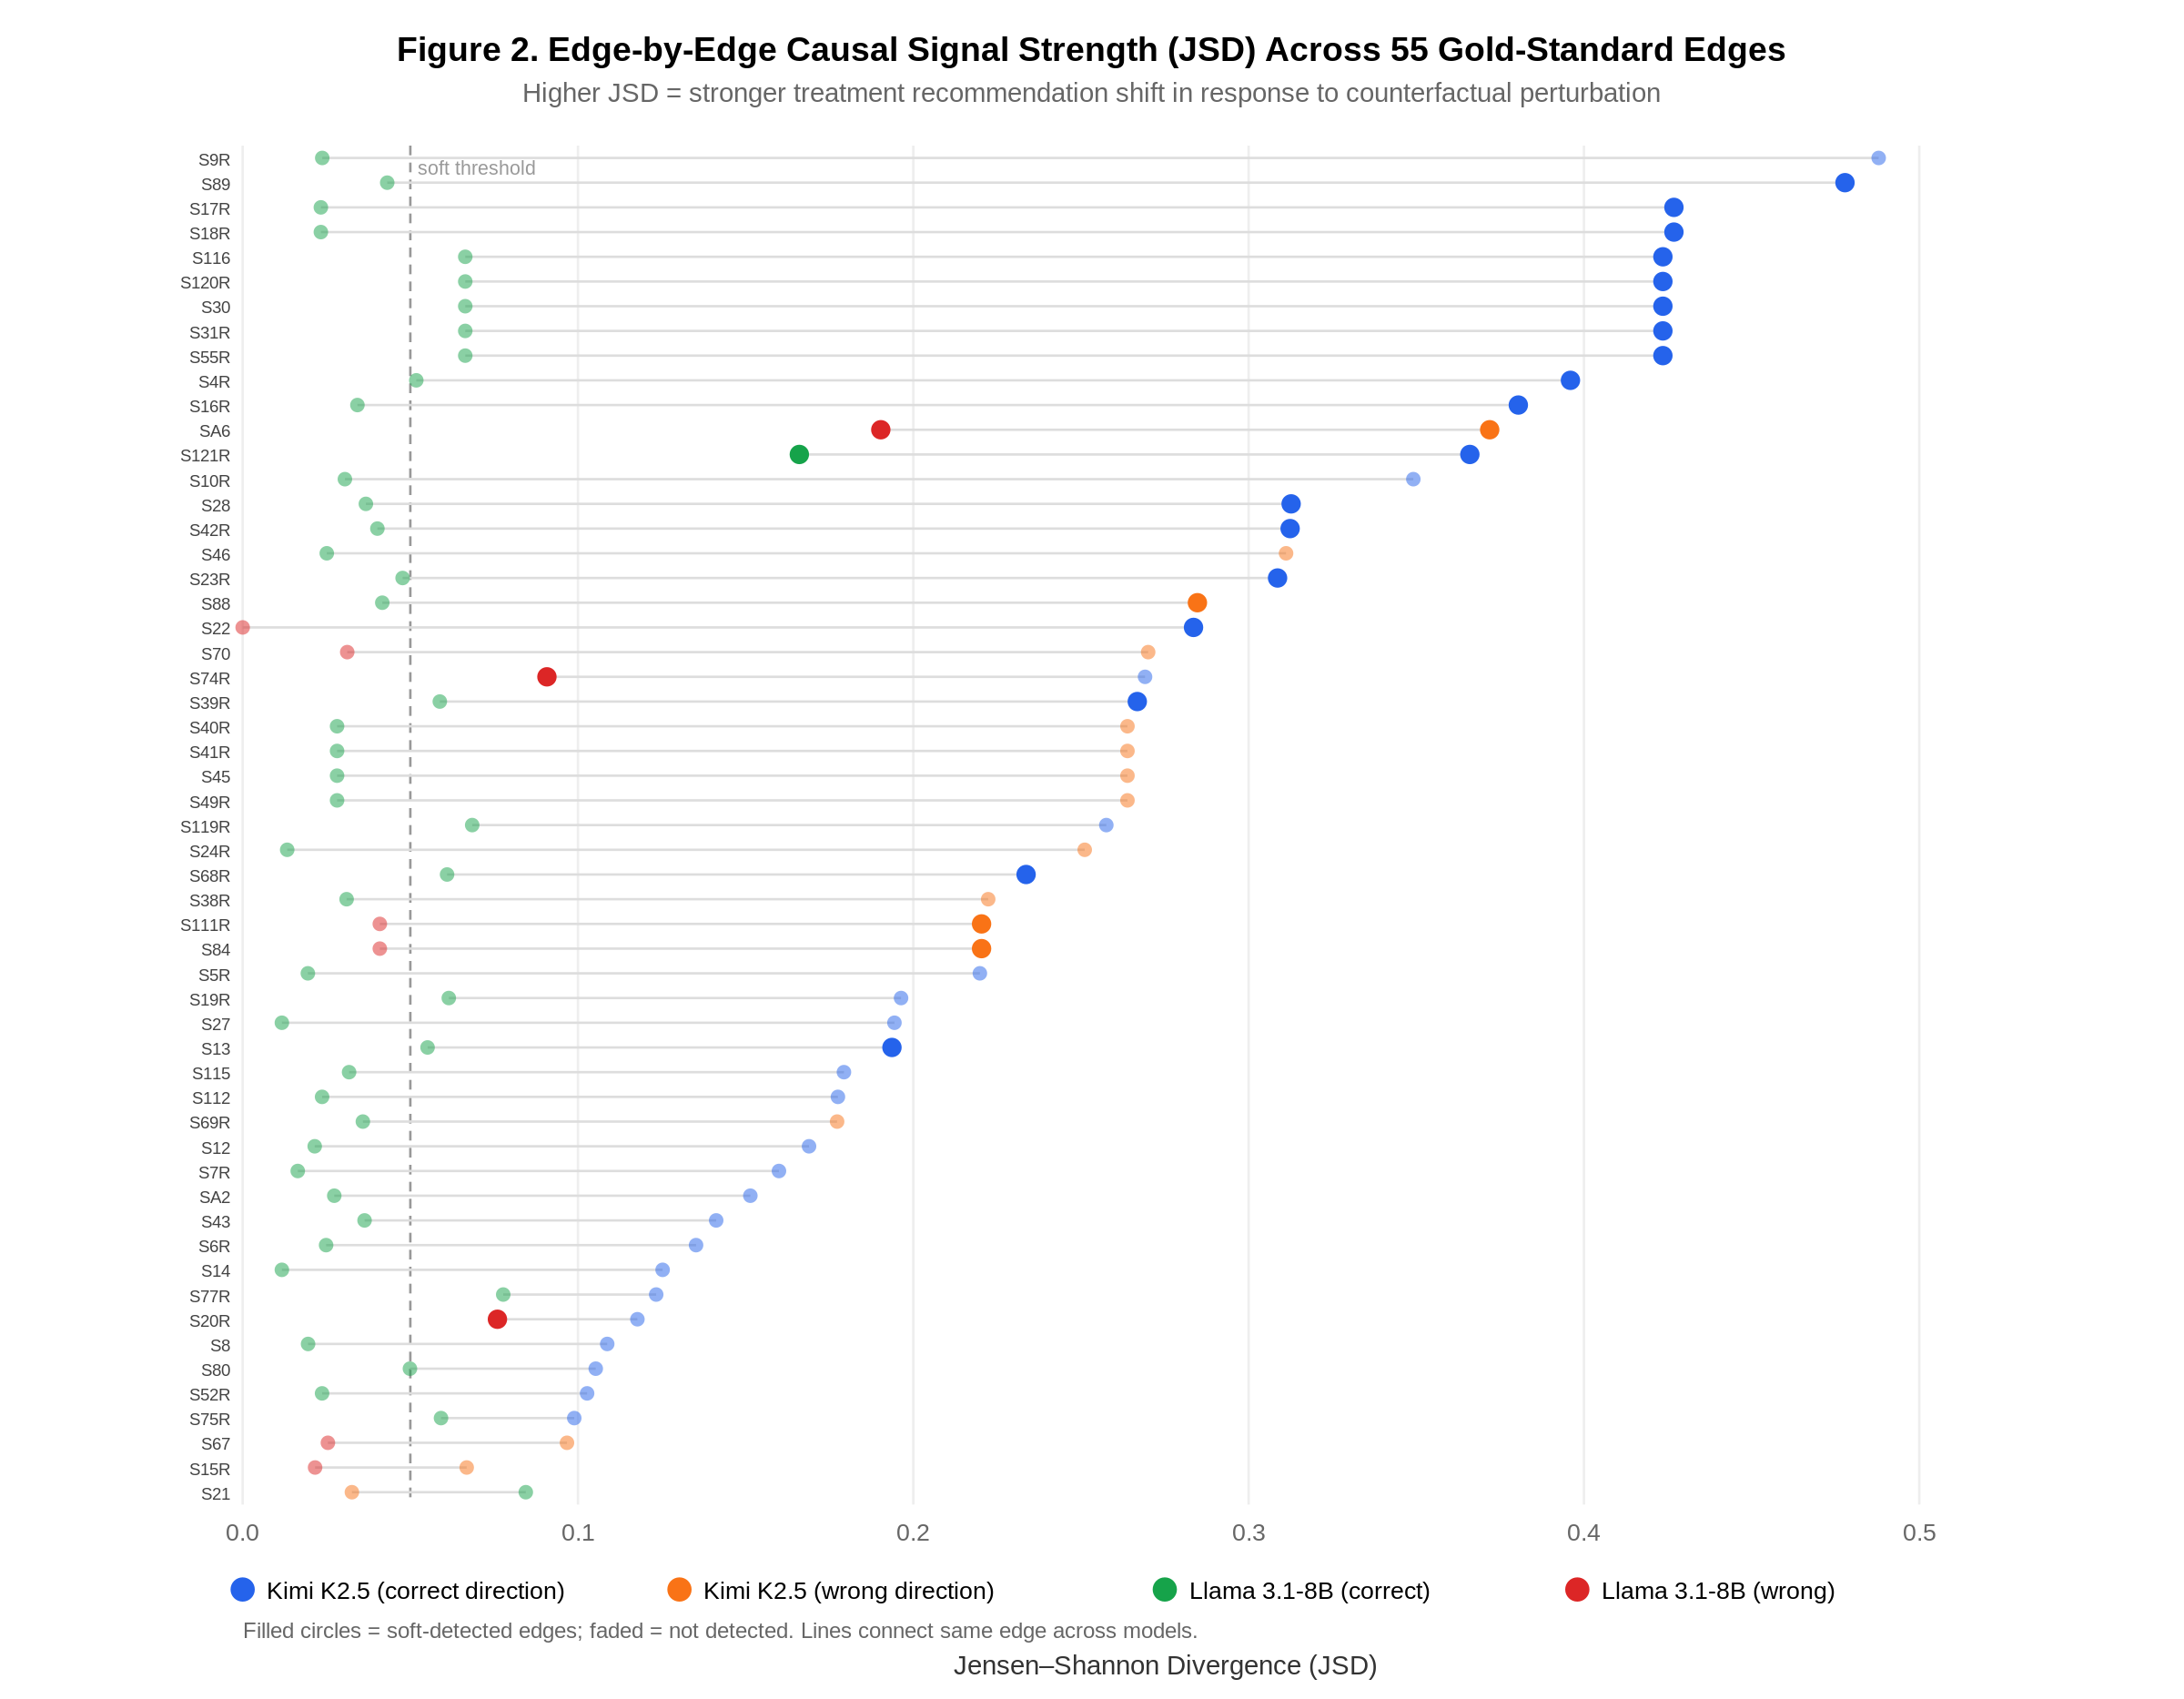 Figure 2. Edge-by-Edge Causal Signal Strength (JSD) Across 55 Gold-Standard Edges
Higher JSD = stronger treatment recommendation shift in response to counterfactual perturbation
S9R
soft threshold
S89
S17R
S18R
S116
S120R
S30
S31R
S55R
S4R
S16R
SA6
S121R
S10R
S28
S42R
S46
S23R
S88
S22
S70
S74R
S39R
S40R
S41R
S45
S49R
S119R
S24R
S68R
S38R
S111R
S84
S5R
S19R
S27
S13
S115
S112
S69R
S12
S7R
SA2
S43
S6R
S14
S77R
S20R
S8
S80
S52R
S75R
S67
S15R
S21
0.0 0.1 0.2 0.3 0.4 0.5
Kimi K2.5 (correct direction) Kimi K2.5 (wrong direction) Llama 3.1-8B (correct) Llama 3.1-8B (wrong)
Filled circles = soft-detected edges; faded = not detected. Lines connect same edge across models.
Jensen–Shannon Divergence (JSD)